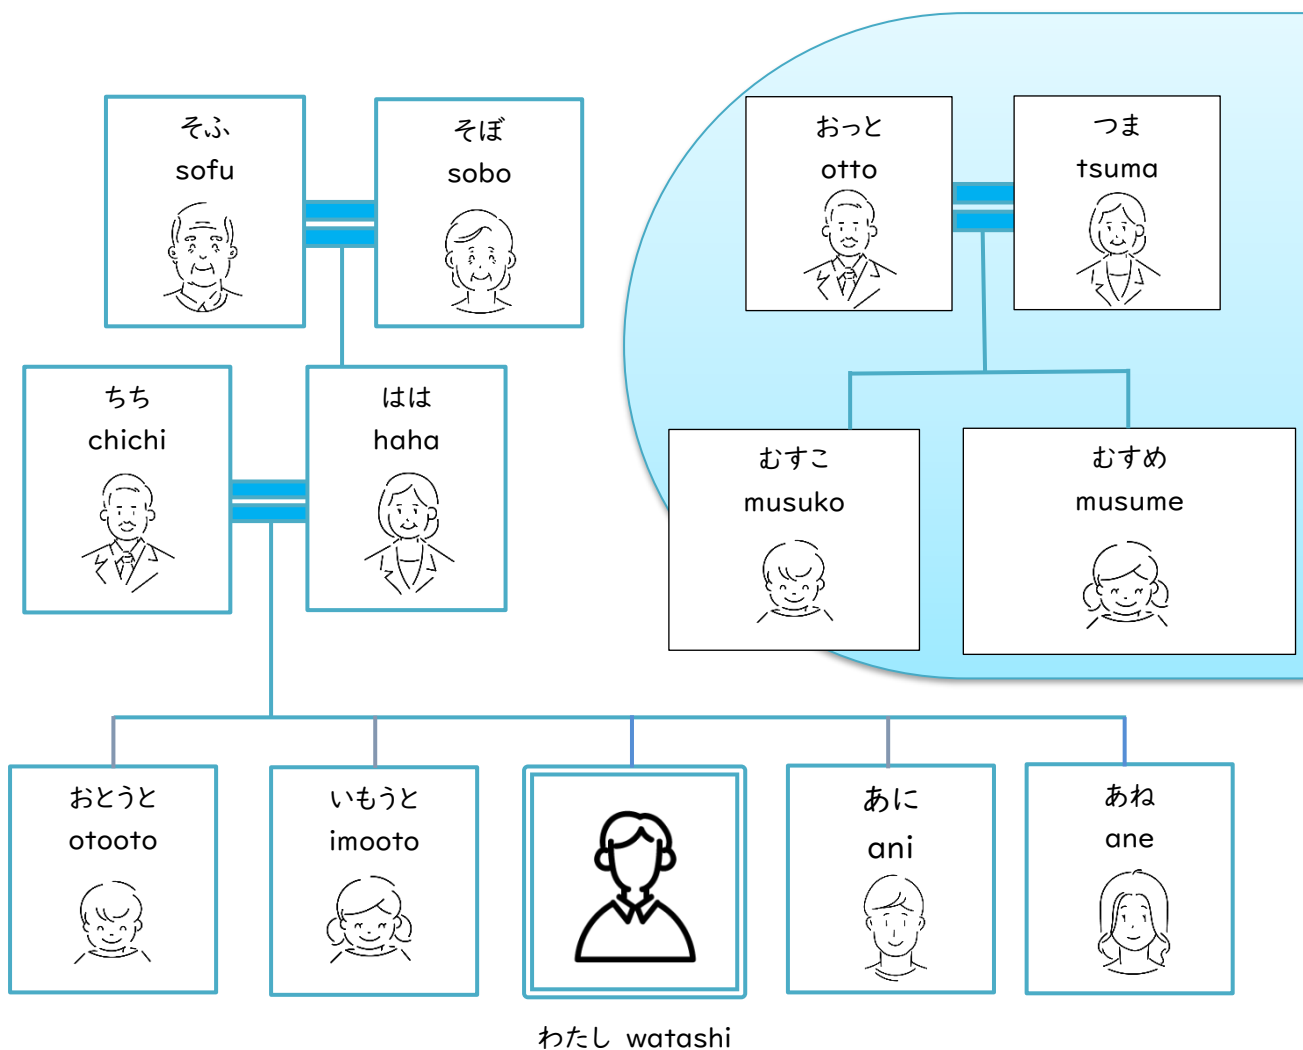 そふ
sofu
そぼ
sobo
おっと
otto
つま
tsuma
ちち
chichi
はは
haha
むすこ
musuko
むすめ
musume
おとうと
otooto
いもうと
imooto
あに
ani
あね
ane
わたし watashi